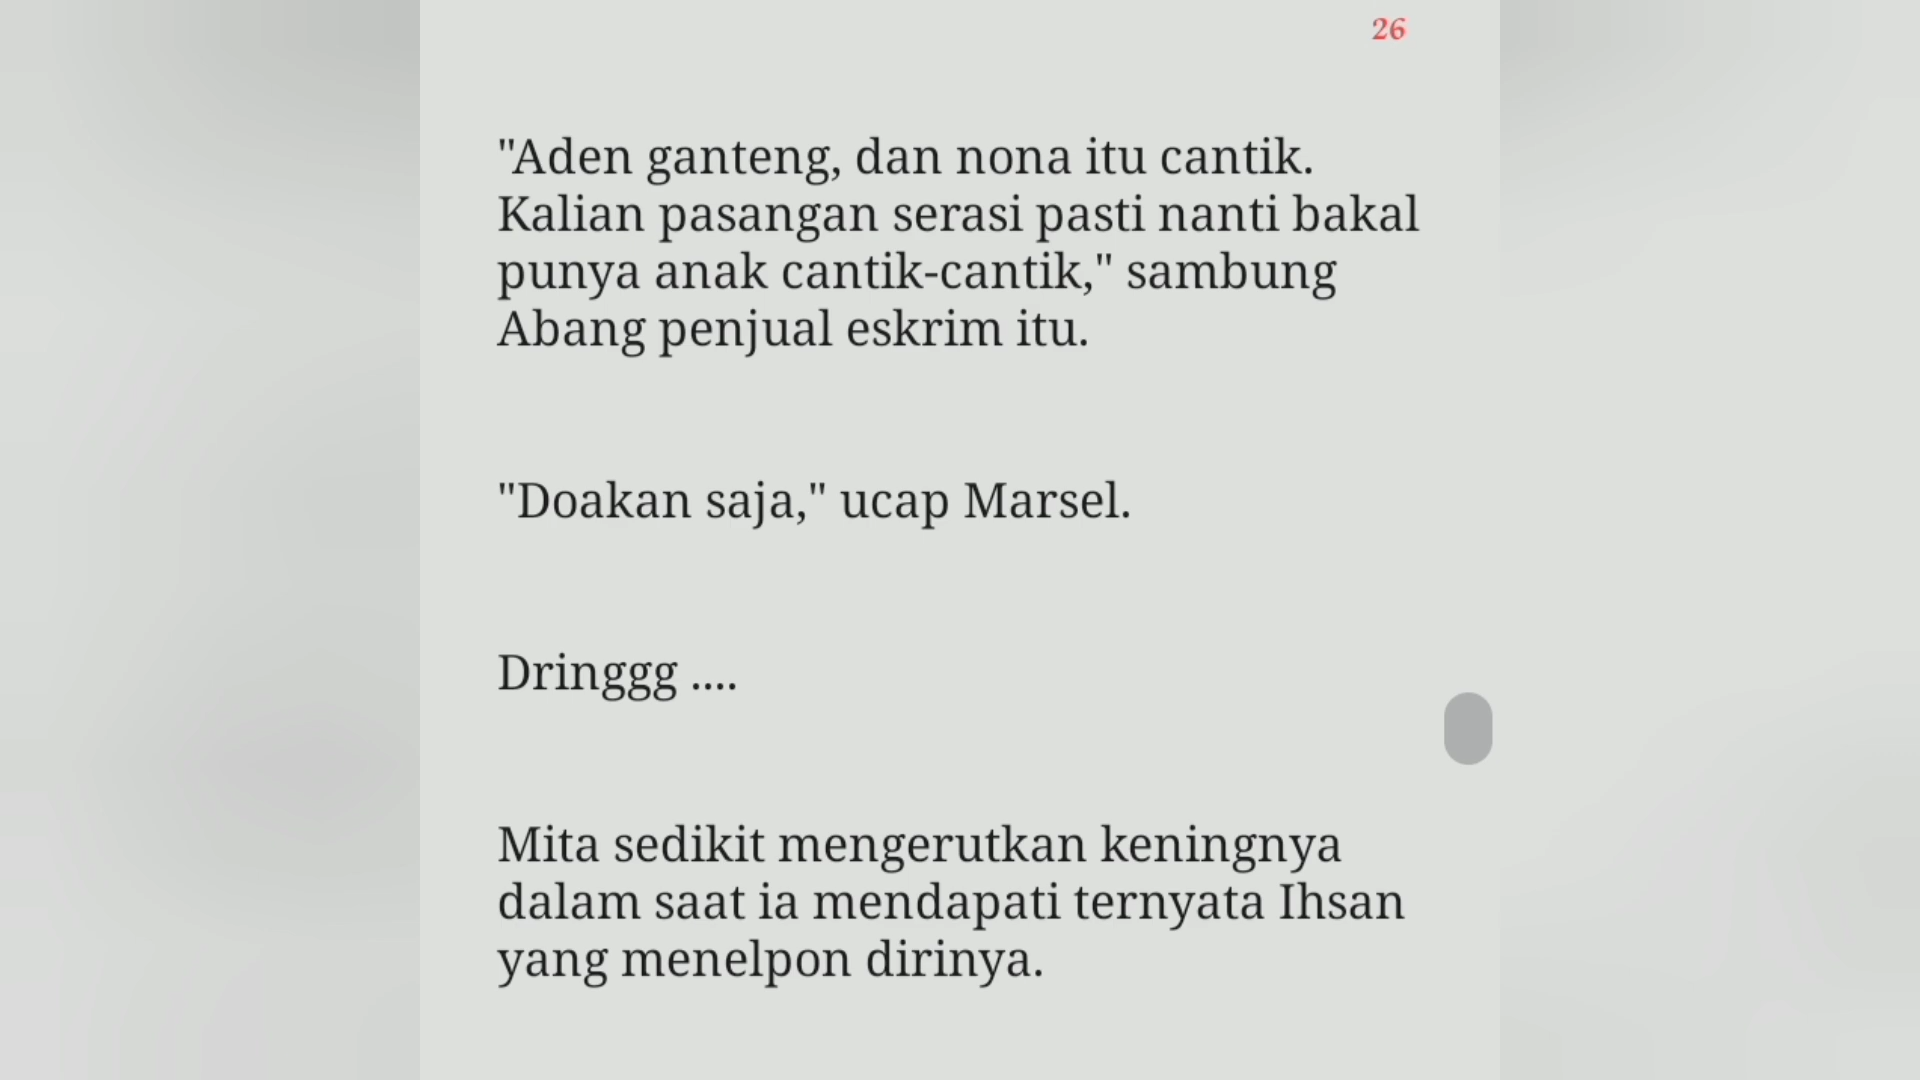 26
"Aden ganteng, dan nona itu cantik.
Kalian pasangan serasi pasti nanti bakal
punya anak cantik-cantik," sambung
Abang penjual eskrim itu.
"Doakan saja," ucap Marsel.
Dringgg ....
Mita sedikit mengerutkan keningnya
dalam saat ia mendapati ternyata Ihsan
yang menelpon dirinya.